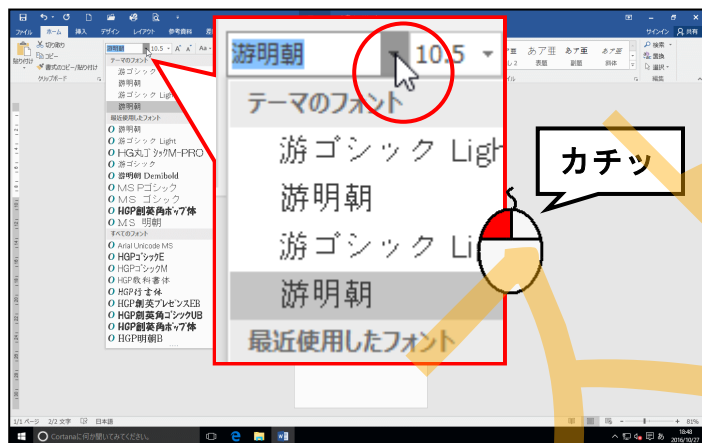 サインイン 共有
ファイル ホーム 挿入 デザイン レイアウト 参考資料
貼り付け
切り取り
コピー
書式のコピー/貼り付け
クリップボード
游明朝 10.5
テーマのフォント
游ゴシック Light
游明朝
游ゴシック Light
游明朝
最近使用したフォント
游明朝
游ゴシック Light
HG丸ゴシックM-PRO
游ゴシック
游明朝 Demibold
MS Pゴシック
MS ゴシック
HGP創英角ポップ体
MS 明朝
すべてのフォント
Arial Unicode MS
HGPゴシックE
HGPゴシックM
HGP教科書体
HGP行書体
HGP創英プレゼンスEB
HGP創英角ゴシックUB
HGP創英角ポップ体
HGP明朝B
游明朝 10.5
テーマのフォント
游ゴシック Ligh
游明朝
游ゴシック Li
游明朝
最近使用したフォント
カチッ
あア亜 あア亜 あア亜
表題 副題 斜体
検索
置換
選択
編集
1/1 ページ 2/2 文字 日本語
81%
Cortanaに何か聞いてみてください。
あ
18:48
2016/10/27